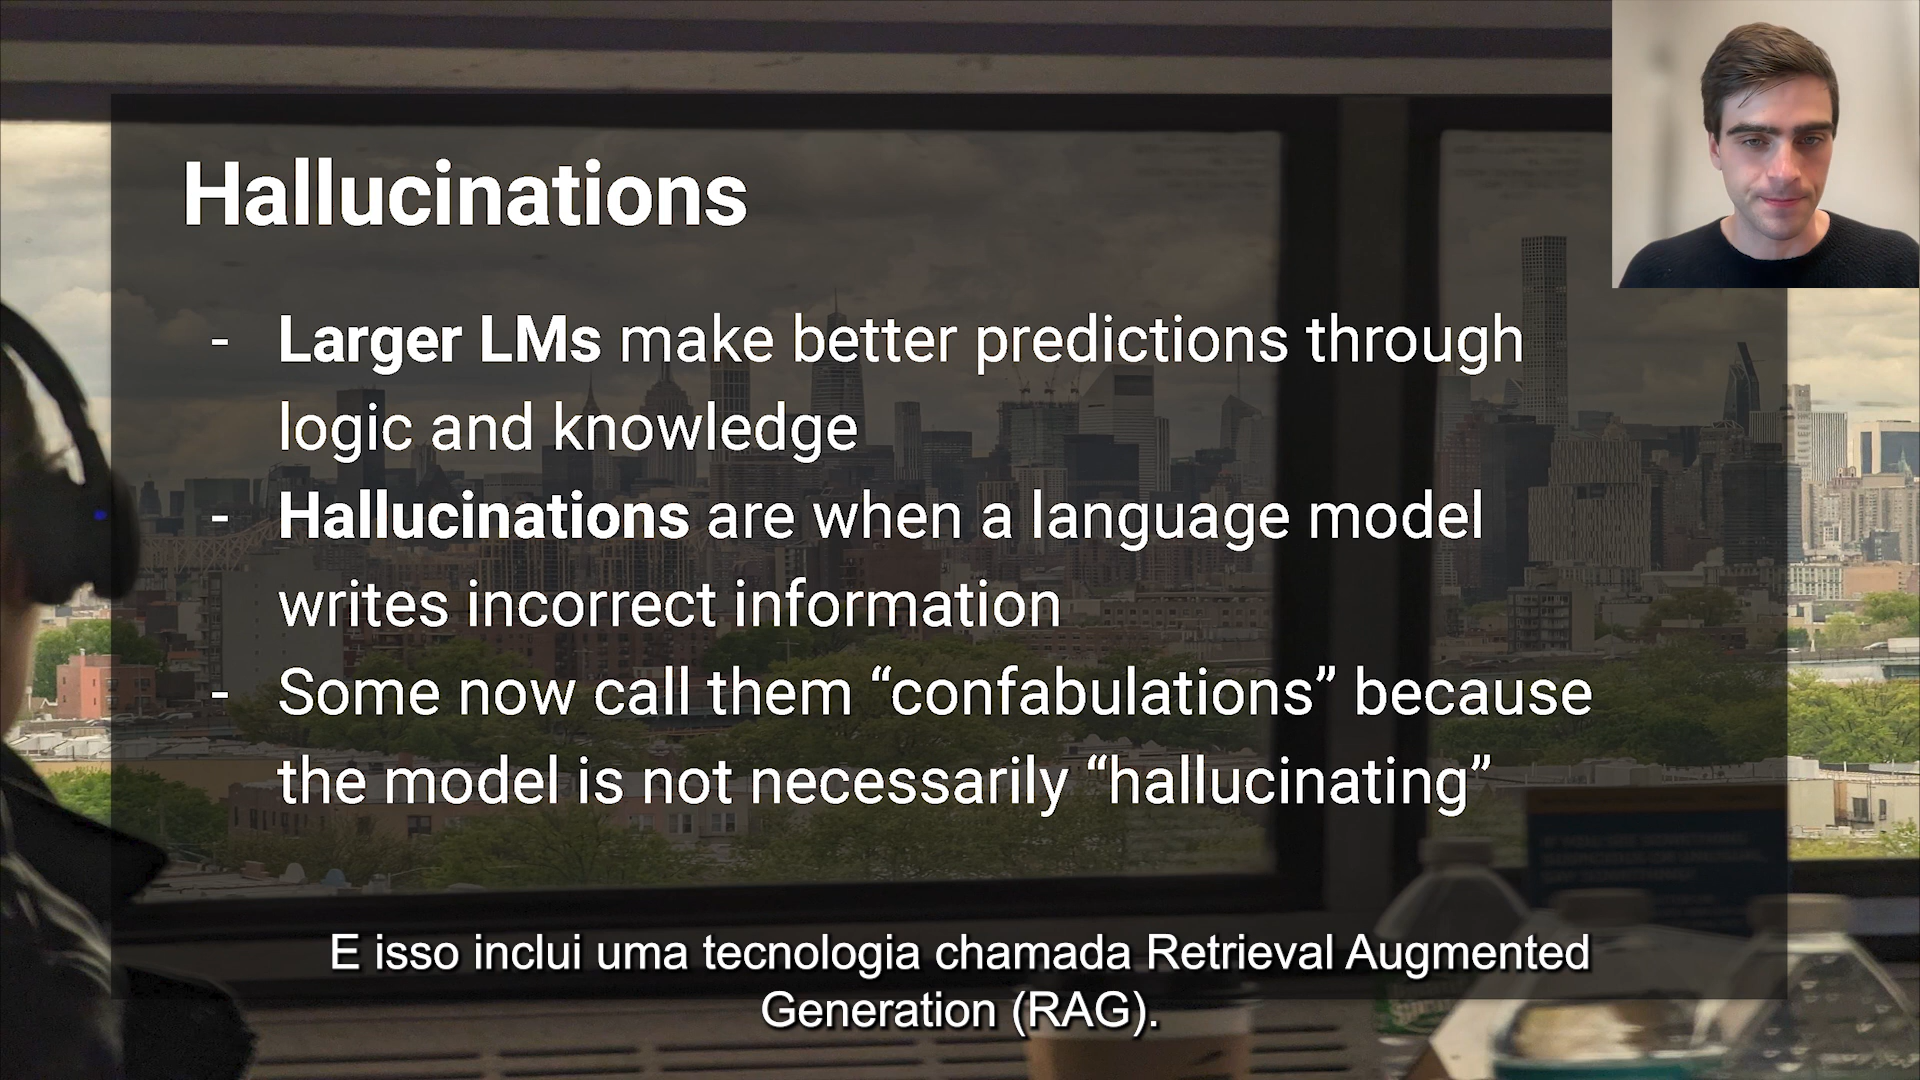 Hallucinations
- Larger LMs make better predictions through
logic and knowledge
- Hallucinations are when a language model
writes incorrect information
- Some now call them “confabulations” because
the model is not necessarily “hallucinating”
E isso inclui uma tecnologia chamada Retrieval Augmented
Generation (RAG).